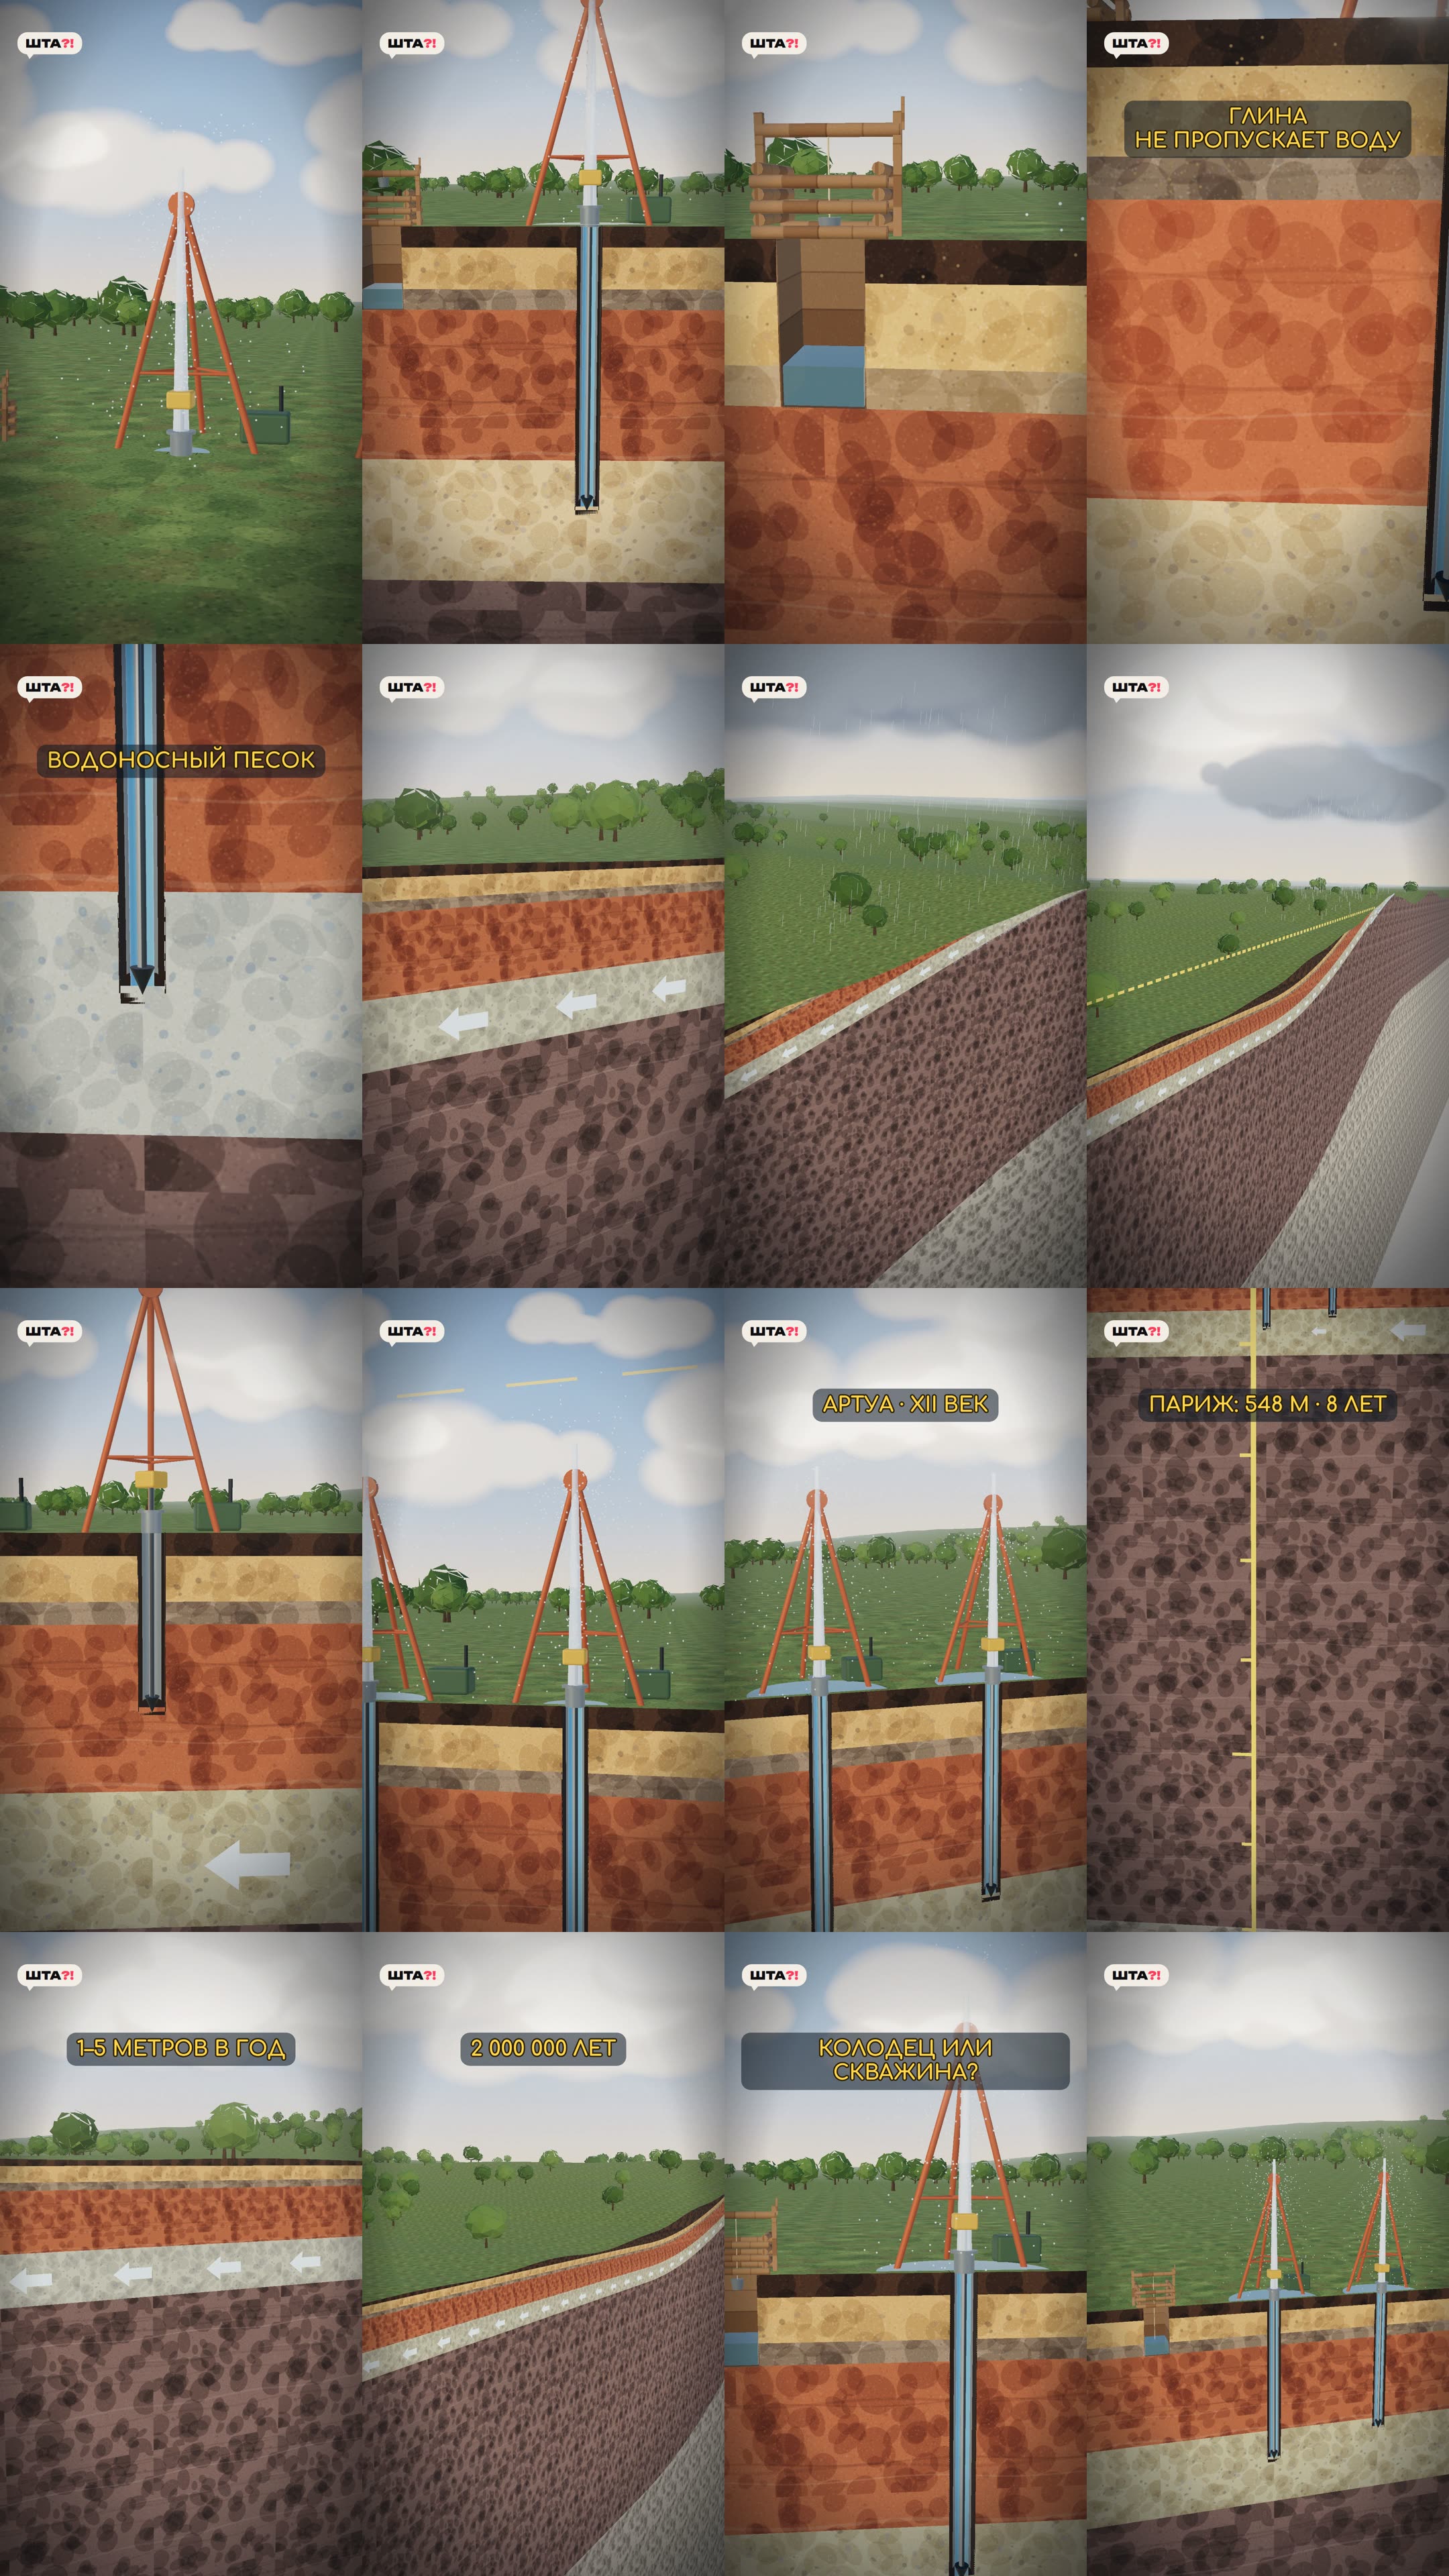 ШТА?!
ШТА?!
ШТА?!
ШТА?!
ГЛИНА
НЕ ПРОПУСКАЕТ ВОДУ
ШТА?!
ВОДОНОСНЫЙ ПЕСОК
ШТА?!
ШТА?!
ШТА?!
ШТА?!
ШТА?!
ШТА?!
АРТУА · XII ВЕК
ШТА?!
ПАРИЖ: 548 М · 8 ЛЕТ
ШТА?!
1–5 МЕТРОВ В ГОД
ШТА?!
2 000 000 ЛЕТ
ШТА?!
КОЛОДЕЦ ИЛИ
СКВАЖИНА?
ШТА?!